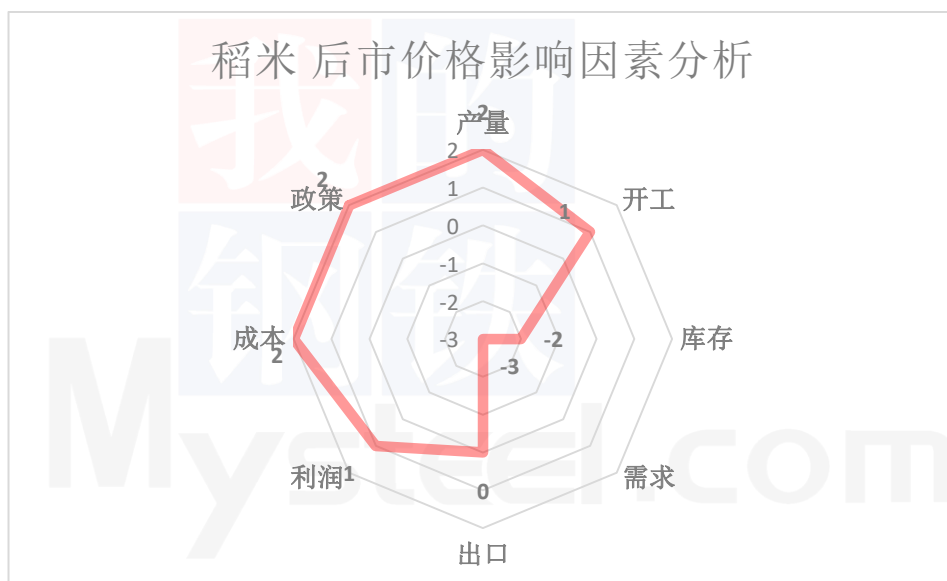 稻米 后市价格影响因素分析
2
产量
2
1
0
-1
-2
-3
2
政策
1
开工
成本
2
-2
库存
-3
利润
1
需求
0
出口
我的
钢铁
Mysteel.com